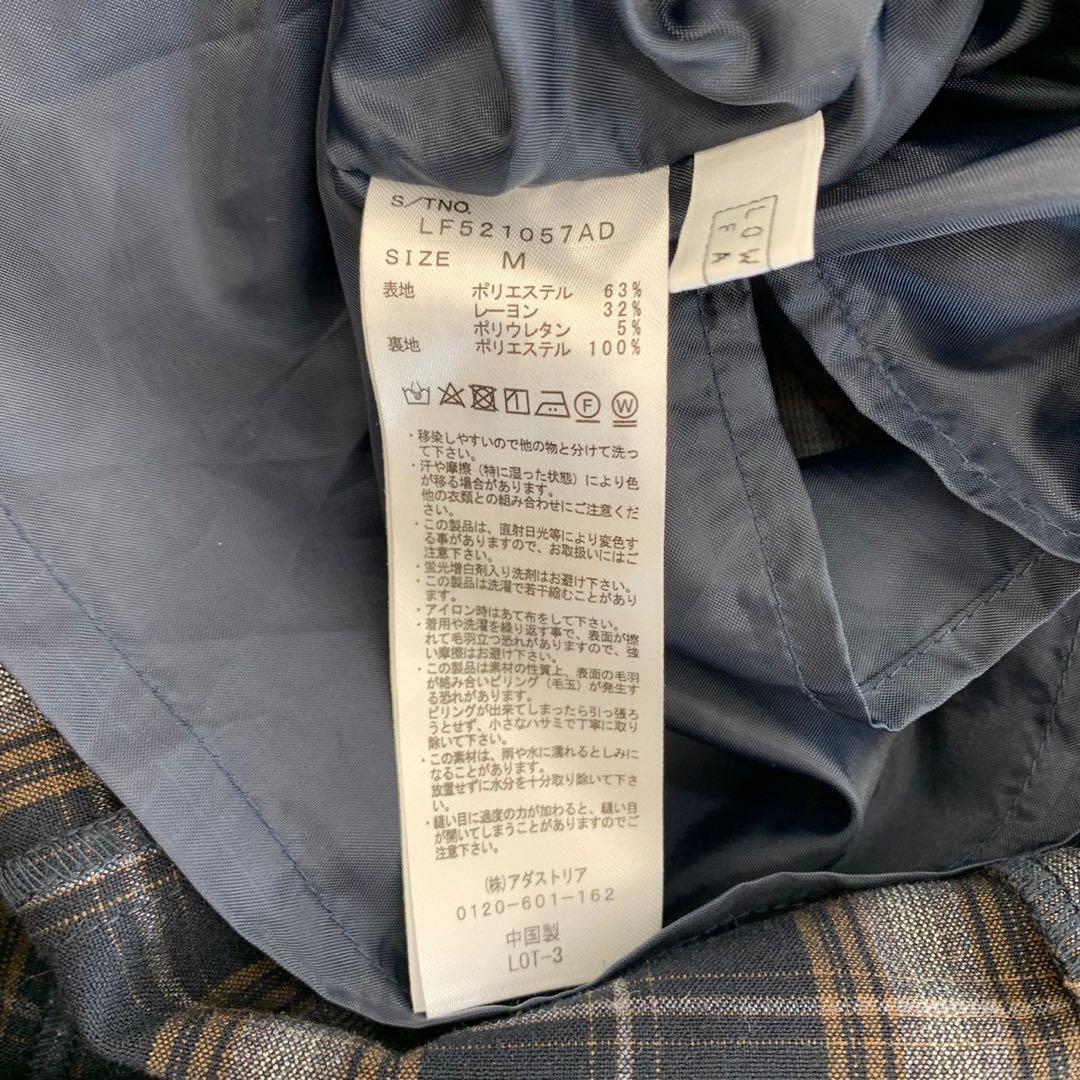 S/TNO.
LF521057AD
SIZE M
表地 ポリエステル 63%
レーヨン 32%
ポリウレタン 5%
裏地 ポリエステル 100%
F W
・移染しやすいので他の物と分けて洗っ
て下さい。
・汗や摩擦（特に湿った状態）により色
が移る場合があります。
他の衣類との組み合わせにご注意くだ
さい。
・この製品は、直射日光等により変色す
る事がありますので、お取扱いにはご
注意下さい。
・蛍光増白剤入り洗剤はお避け下さい。
・この製品は洗濯で若干縮むことがあり
ます。
・アイロン時はあて布をして下さい。
・着用や洗濯を繰り返す事で、表面が擦
れて毛羽立つ恐れがありますので、強
い摩擦はお避け下さい。
・この製品は素材の性質上、表面の毛羽
が絡み合いピリング（毛玉）が発生す
る恐れがあります。
ピリングが出来てしまったら引っ張ろ
うとせず、小さなハサミで丁寧に取り
除いて下さい。
・この素材は、雨や水に濡れるとしみに
なることがあります。
放置せずに水分を十分取り除いて下さ
い。
・縫い目に過度の力が加わると、縫い目
が開いてしまうことがありますのでご
注意下さい。
(株)アダストリア
0120-601-162
中国製
LOT-3
LOW
FA